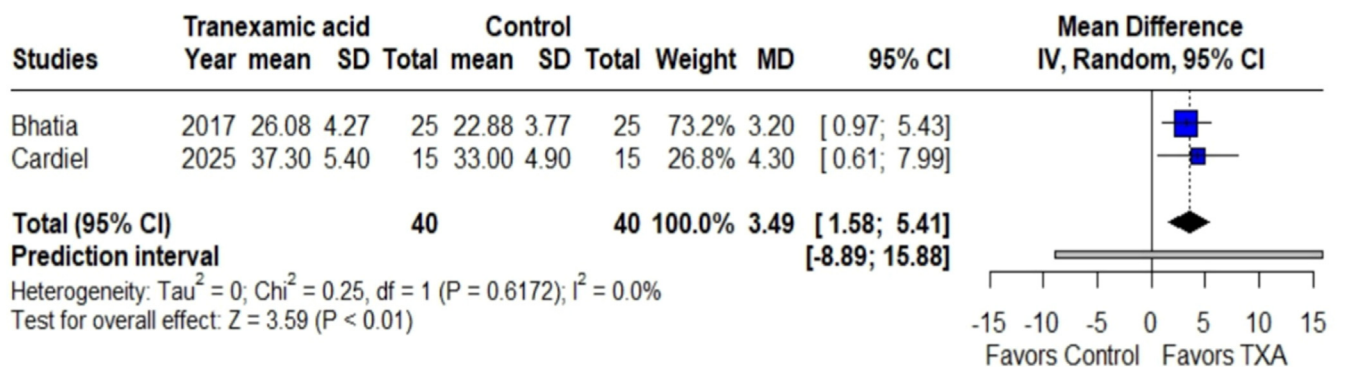 Tranexamic acid Control Mean Difference
Studies Year mean SD Total mean SD Total Weight MD 95% CI IV, Random, 95% CI
Bhatia 2017 26.08 4.27 25 22.88 3.77 25 73.2% 3.20 [0.97; 5.43]
Cardiel 2025 37.30 5.40 15 33.00 4.90 15 26.8% 4.30 [0.61; 7.99]
Total (95% CI) 40 40 100.0% 3.49 [1.58; 5.41]
Prediction interval [-8.89; 15.88]
Heterogeneity: Tau² = 0; Chi² = 0.25, df = 1 (P = 0.6172); I² = 0.0%
Test for overall effect: Z = 3.59 (P < 0.01)
-15 -10 -5 0 5 10 15
Favors Control Favors TXA